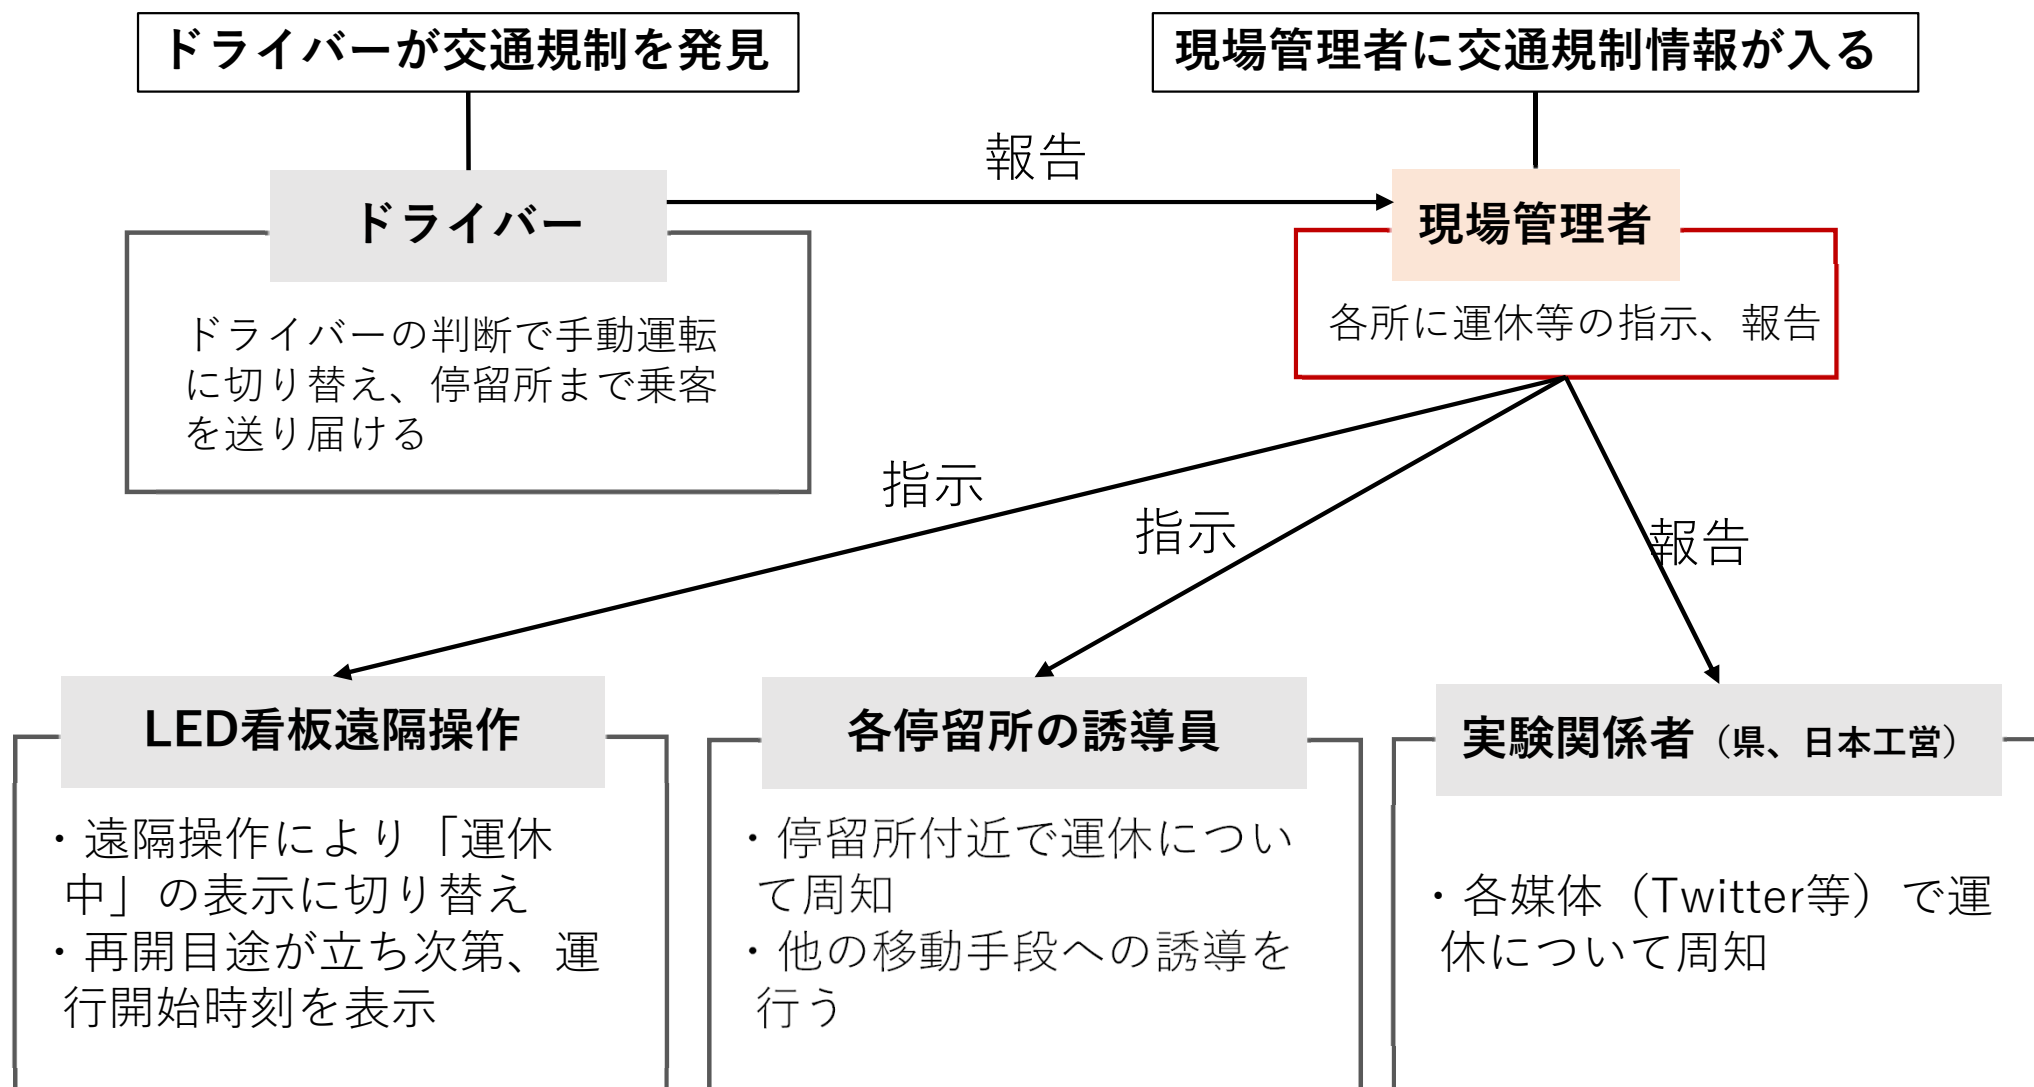 ドライバーが交通規制を発見
現場管理者に交通規制情報が入る
報告
ドライバー
現場管理者
ドライバーの判断で手動運転
に切り替え、停留所まで乗客
を送り届ける
各所に運休等の指示、報告
指示
指示
報告
LED看板遠隔操作
・遠隔操作により「運休
中」の表示に切り替え
・再開目途が立ち次第、運
行開始時刻を表示
各停留所の誘導員
・停留所付近で運休につい
て周知
・他の移動手段への誘導を
行う
実験関係者（県、日本工営）
・各媒体（Twitter等）で運
休について周知